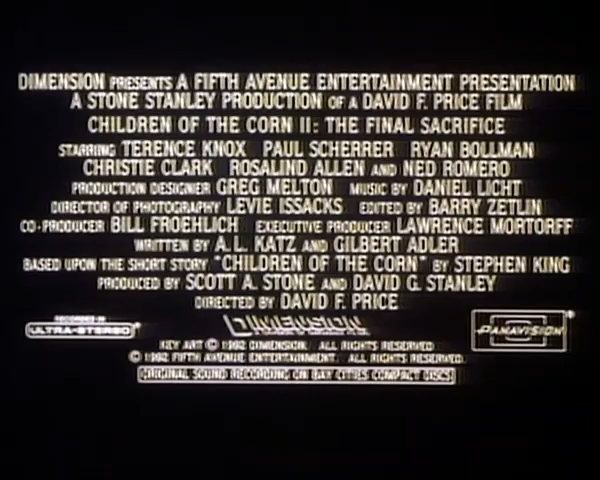 DIMENSION PRESENTS A FIFTH AVENUE ENTERTAINMENT PRESENTATION
A STONE STANLEY PRODUCTION OF A DAVID F. PRICE FILM
CHILDREN OF THE CORN II: THE FINAL SACRIFICE
STARRING TERENCE KNOX PAUL SCHERRER RYAN BOLLMAN
CHRISTIE CLARK ROSALIND ALLEN AND NED ROMERO
PRODUCTION DESIGNER GREG MELTON MUSIC BY DANIEL LICHT
DIRECTOR OF PHOTOGRAPHY LEVIE ISSACKS EDITED BY BARRY ZETLIN
CO-PRODUCER BILL FROEHLICH EXECUTIVE PRODUCER LAWRENCE MORTORFF
WRITTEN BY A.L. KATZ AND GILBERT ADLER
BASED UPON THE SHORT STORY "CHILDREN OF THE CORN" BY STEPHEN KING
PRODUCED BY SCOTT A. STONE AND DAVID G. STANLEY
DIRECTED BY DAVID F. PRICE
DIMENSION
RECORDED IN
ULTRA-STEREO
PANAVISION®
KEY ART © 1992 DIMENSION. ALL RIGHTS RESERVED
© 1992 FIFTH AVENUE ENTERTAINMENT. ALL RIGHTS RESERVED.
ORIGINAL SOUND RECORDING ON BAY CITIES COMPACT DISCS